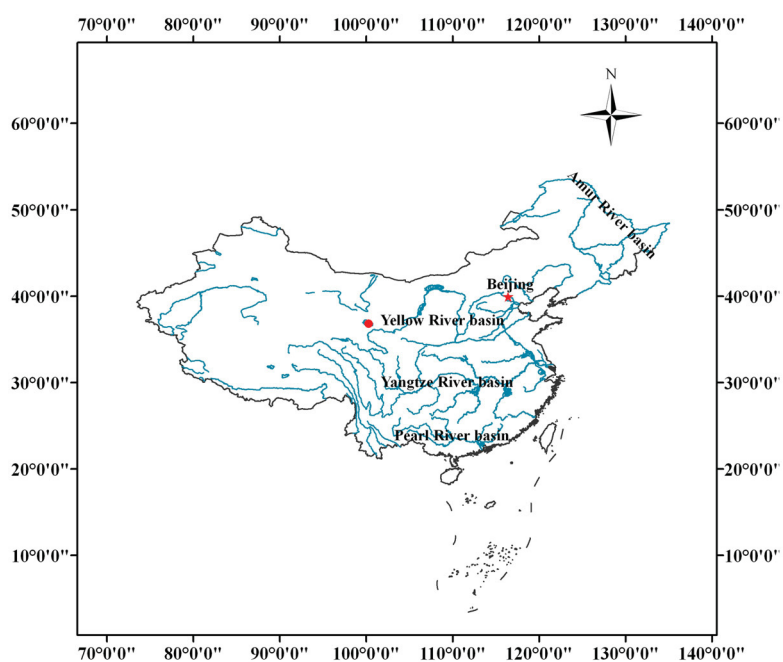 70°0'0" 80°0'0" 90°0'0" 100°0'0" 110°0'0" 120°0'0" 130°0'0" 140°0'0"
N
60°0'0" 60°0'0"
50°0'0" 50°0'0"
Amur River basin
Beijing
40°0'0" 40°0'0"
Yellow River basin
30°0'0" 30°0'0"
Yangtze River basin
Pearl River basin
20°0'0" 20°0'0"
10°0'0" 10°0'0"
70°0'0" 80°0'0" 90°0'0" 100°0'0" 110°0'0" 120°0'0" 130°0'0" 140°0'0"